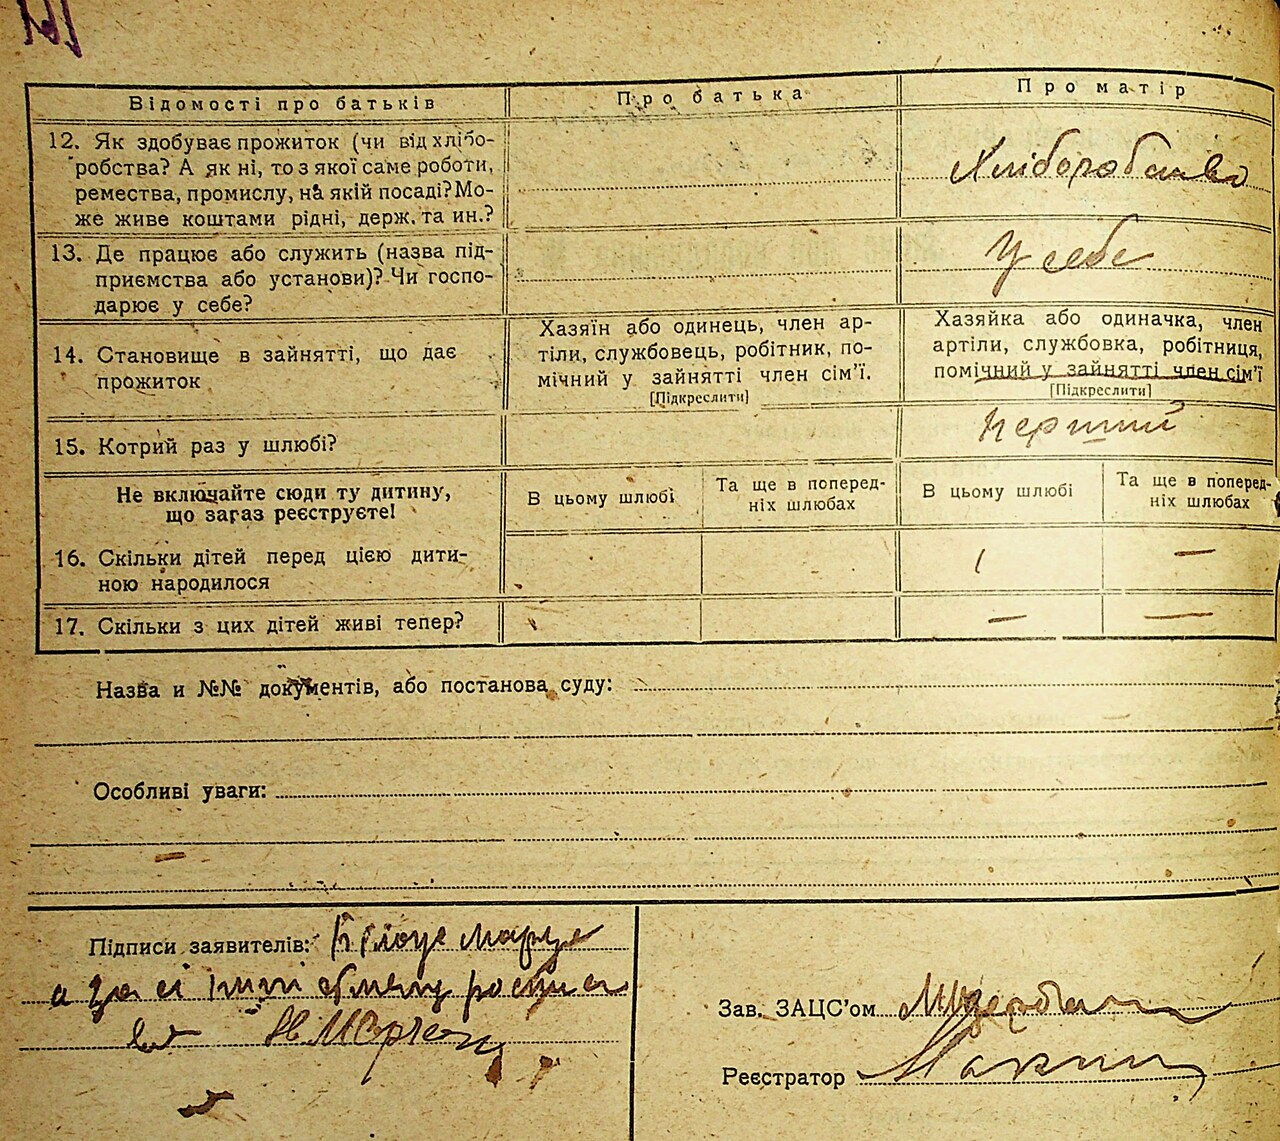 Відомості про батьків
Про батька
Про матір
12. Як здобуває прожиток (чи від хлібо-
робства? А як ні, то з якої саме роботи,
ремества, промислу, на якій посаді? Мо-
же живе коштами рідні, держ. та ин.?
Хліборобство
13. Де працює або служить (назва під-
приємства або установи)? Чи госпо-
дарює у себе?
У себе
14. Становище в зайнятті, що дає
прожиток
Хазяїн або одинець, член ар-
тіли, службовець, робітник, по-
мічний у зайнятті член сім'ї.
[Підкреслити]
Хазяйка або одиначка, член
артіли, службовка, робітниця,
помічний у зайнятті член сім'ї
[Підкреслити]
15. Котрий раз у шлюбі?
Перший
Не включайте сюди ту дитину,
що зараз реєструєте!
В цьому шлюбі
Та ще в поперед-
ніх шлюбах
В цьому шлюбі
Та ще в поперед-
ніх шлюбах
16. Скільки дітей перед цією дити-
ною народилося
1 —
17. Скільки з цих дітей живі тепер?
— —
Назва и №№ документів, або постанова суду:
Особливі уваги:
Підписи заявителів:
Зав. ЗАЦС'ом
Реєстратор